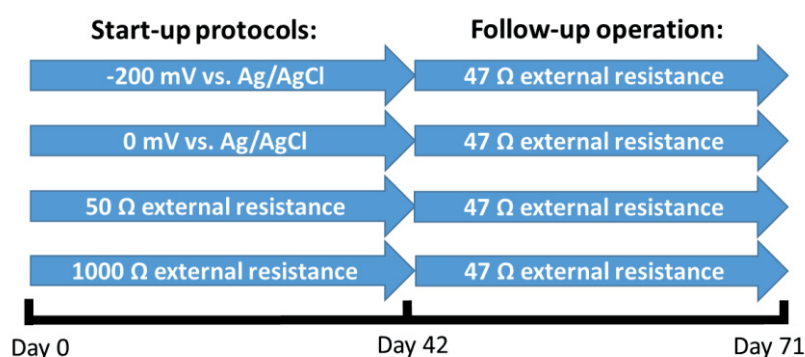 Start-up protocols: Follow-up operation:
-200 mV vs. Ag/AgCl 47 Ω external resistance
0 mV vs. Ag/AgCl 47 Ω external resistance
50 Ω external resistance 47 Ω external resistance
1000 Ω external resistance 47 Ω external resistance
Day 0 Day 42 Day 71